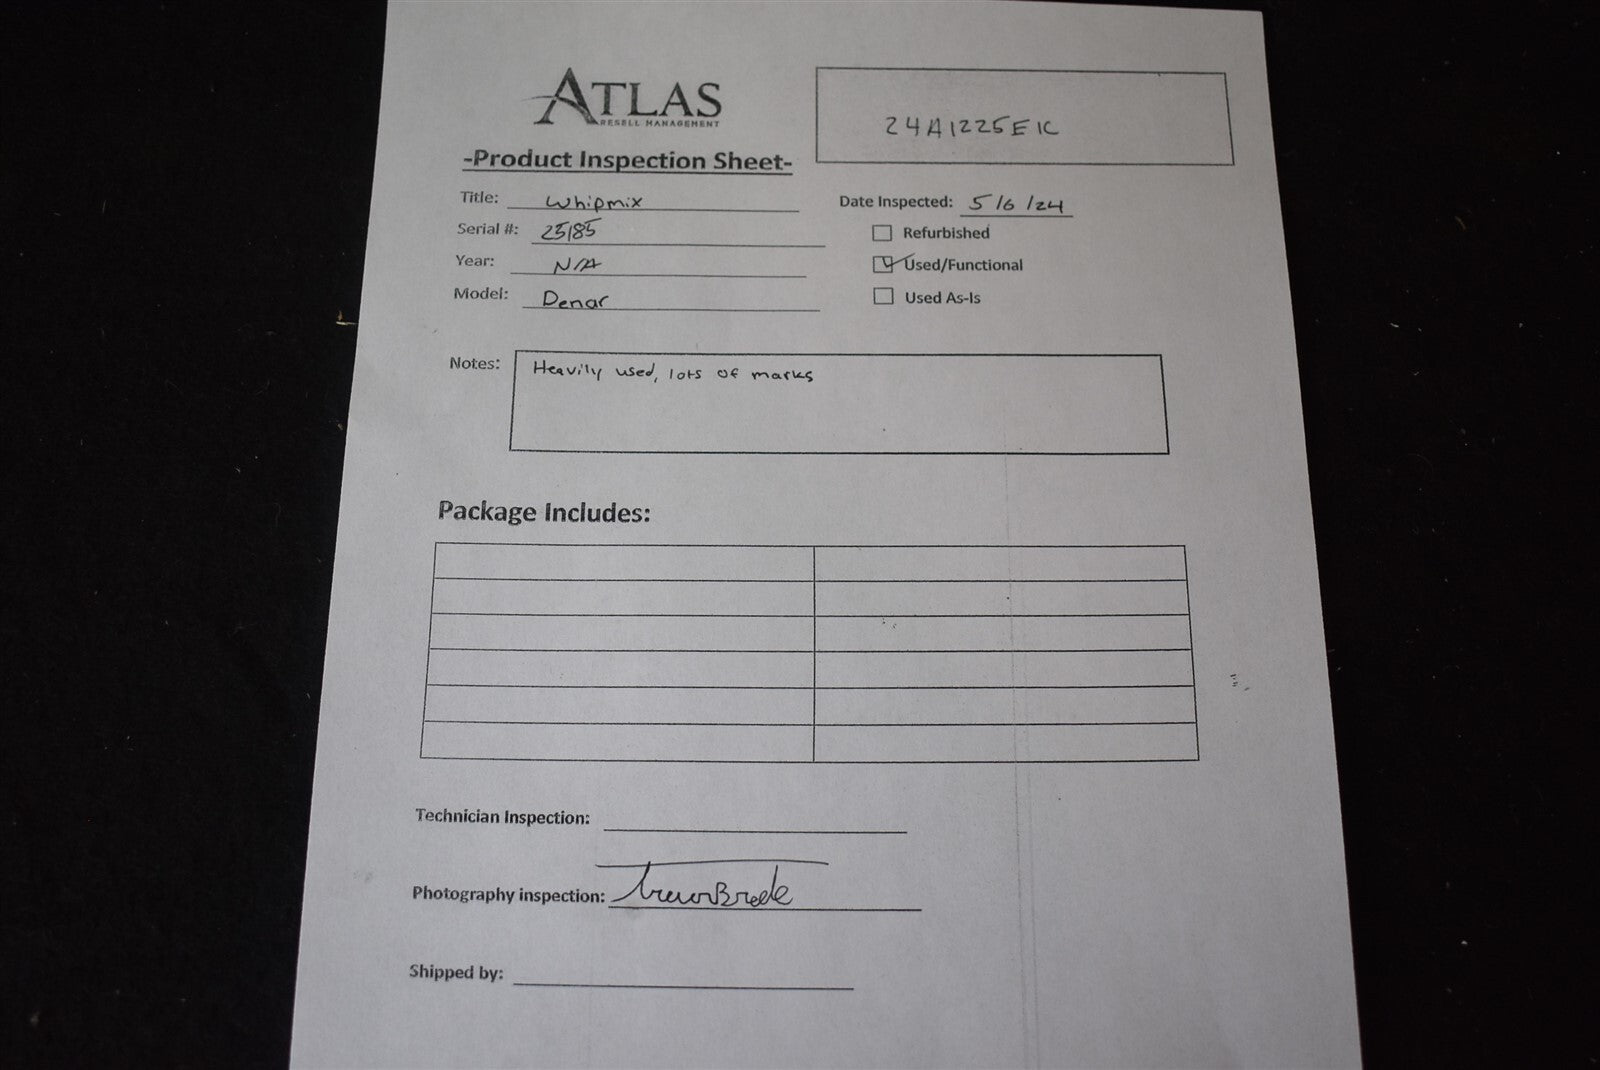 ATLAS
RESELL MANAGEMENT
24A1225E1C
-Product Inspection Sheet-
Title: Whipmix
Date Inspected: 5/6/24
Serial #: 25185
Refurbished
Year: N/A
Used/Functional
Model: Denar
Used As-Is
Notes: Heavily used, lots of marks
Package Includes:
Technician Inspection:
Photography inspection:
Shipped by: